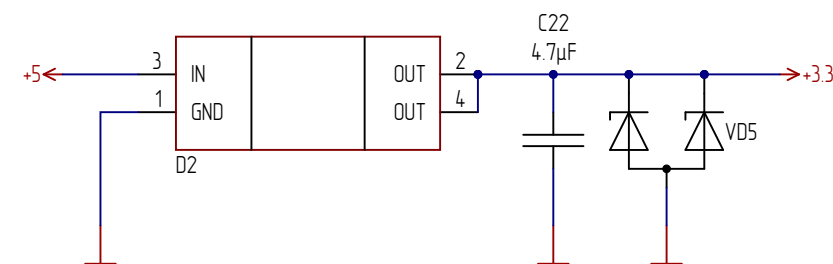 C22
4.7µF
+5
3
IN
OUT
2
+3.3
1
GND
OUT
4
VD5
D2